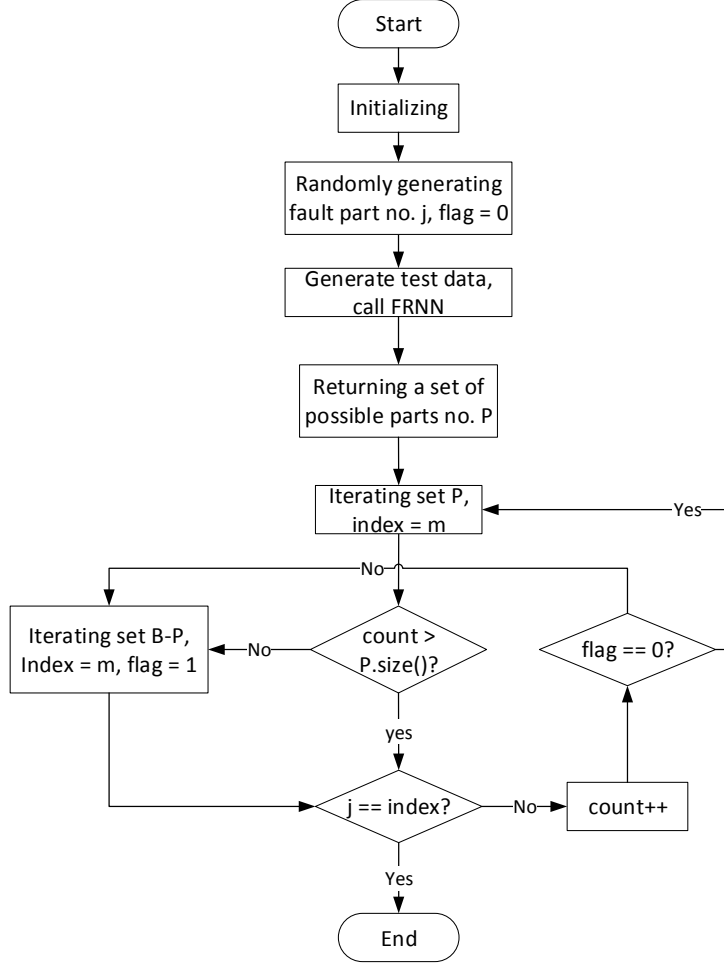 Start
Initializing
Randomly generating
fault part no. j, flag = 0
Generate test data,
call FRNN
Returning a set of
possible parts no. P
Iterating set P,
index = m
Yes
No
Iterating set B-P,
Index = m, flag = 1
No
count >
P.size()?
flag == 0?
yes
j == index?
No
count++
Yes
End